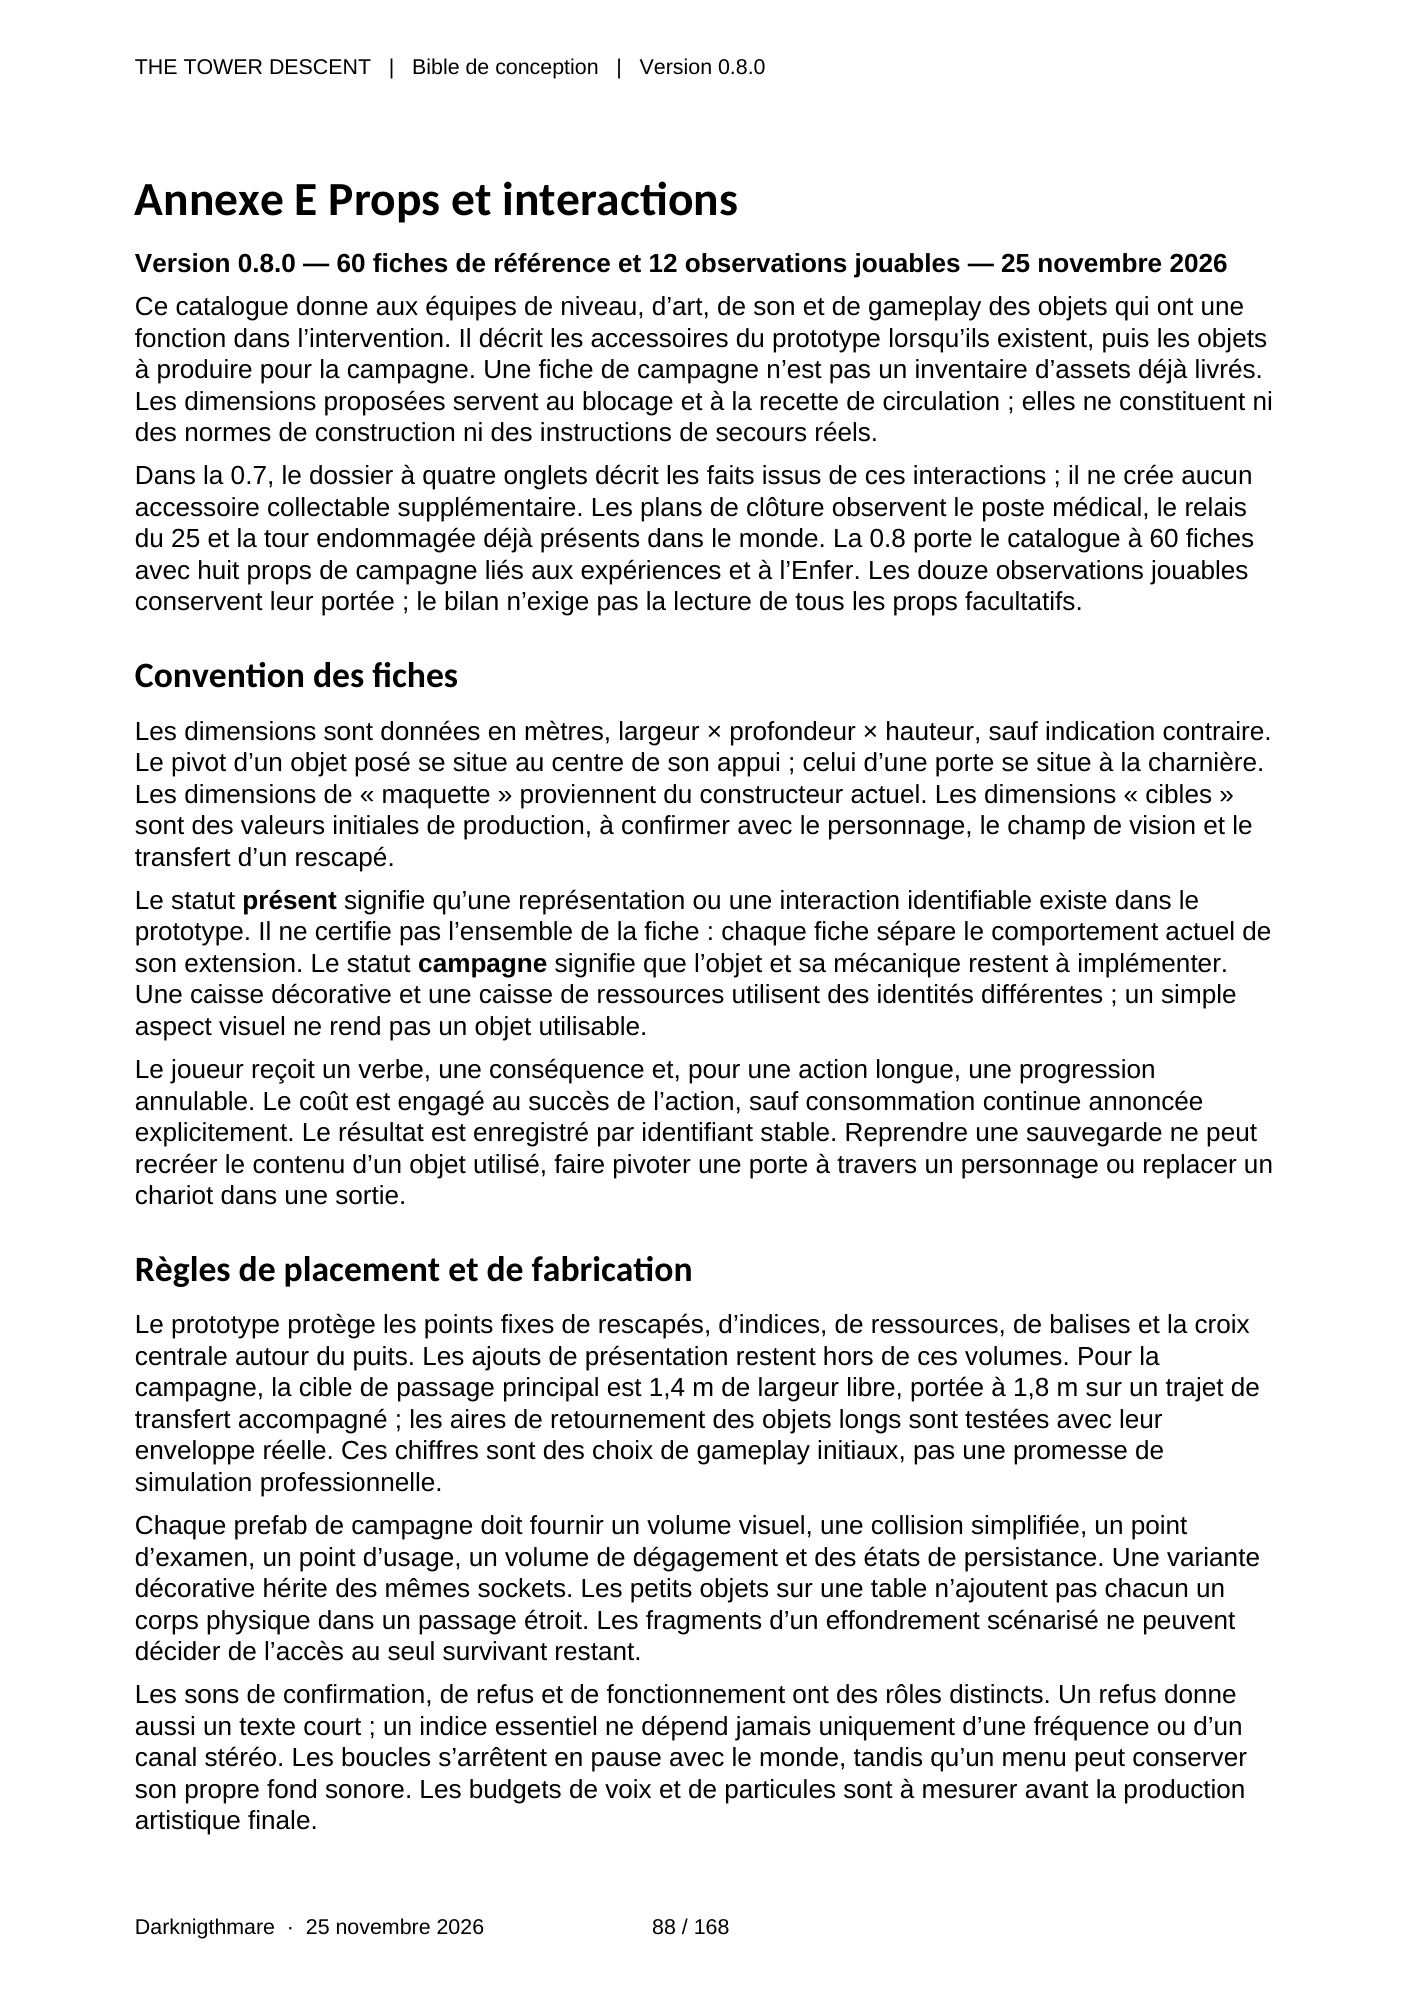 THE TOWER DESCENT | Bible de conception | Version 0.8.0
Annexe E Props et interactions
Version 0.8.0 — 60 fiches de référence et 12 observations jouables — 25 novembre 2026
Ce catalogue donne aux équipes de niveau, d’art, de son et de gameplay des objets qui ont une
fonction dans l’intervention. Il décrit les accessoires du prototype lorsqu’ils existent, puis les objets
à produire pour la campagne. Une fiche de campagne n’est pas un inventaire d’assets déjà livrés.
Les dimensions proposées servent au blocage et à la recette de circulation ; elles ne constituent ni
des normes de construction ni des instructions de secours réels.
Dans la 0.7, le dossier à quatre onglets décrit les faits issus de ces interactions ; il ne crée aucun
accessoire collectable supplémentaire. Les plans de clôture observent le poste médical, le relais
du 25 et la tour endommagée déjà présents dans le monde. La 0.8 porte le catalogue à 60 fiches
avec huit props de campagne liés aux expériences et à l’Enfer. Les douze observations jouables
conservent leur portée ; le bilan n’exige pas la lecture de tous les props facultatifs.
Convention des fiches
Les dimensions sont données en mètres, largeur × profondeur × hauteur, sauf indication contraire.
Le pivot d’un objet posé se situe au centre de son appui ; celui d’une porte se situe à la charnière.
Les dimensions de « maquette » proviennent du constructeur actuel. Les dimensions « cibles »
sont des valeurs initiales de production, à confirmer avec le personnage, le champ de vision et le
transfert d’un rescapé.
Le statut présent signifie qu’une représentation ou une interaction identifiable existe dans le
prototype. Il ne certifie pas l’ensemble de la fiche : chaque fiche sépare le comportement actuel de
son extension. Le statut campagne signifie que l’objet et sa mécanique restent à implémenter.
Une caisse décorative et une caisse de ressources utilisent des identités différentes ; un simple
aspect visuel ne rend pas un objet utilisable.
Le joueur reçoit un verbe, une conséquence et, pour une action longue, une progression
annulable. Le coût est engagé au succès de l’action, sauf consommation continue annoncée
explicitement. Le résultat est enregistré par identifiant stable. Reprendre une sauvegarde ne peut
recréer le contenu d’un objet utilisé, faire pivoter une porte à travers un personnage ou replacer un
chariot dans une sortie.
Règles de placement et de fabrication
Le prototype protège les points fixes de rescapés, d’indices, de ressources, de balises et la croix
centrale autour du puits. Les ajouts de présentation restent hors de ces volumes. Pour la
campagne, la cible de passage principal est 1,4 m de largeur libre, portée à 1,8 m sur un trajet de
transfert accompagné ; les aires de retournement des objets longs sont testées avec leur
enveloppe réelle. Ces chiffres sont des choix de gameplay initiaux, pas une promesse de
simulation professionnelle.
Chaque prefab de campagne doit fournir un volume visuel, une collision simplifiée, un point
d’examen, un point d’usage, un volume de dégagement et des états de persistance. Une variante
décorative hérite des mêmes sockets. Les petits objets sur une table n’ajoutent pas chacun un
corps physique dans un passage étroit. Les fragments d’un effondrement scénarisé ne peuvent
décider de l’accès au seul survivant restant.
Les sons de confirmation, de refus et de fonctionnement ont des rôles distincts. Un refus donne
aussi un texte court ; un indice essentiel ne dépend jamais uniquement d’une fréquence ou d’un
canal stéréo. Les boucles s’arrêtent en pause avec le monde, tandis qu’un menu peut conserver
son propre fond sonore. Les budgets de voix et de particules sont à mesurer avant la production
artistique finale.
Darknigthmare · 25 novembre 2026 88 / 168